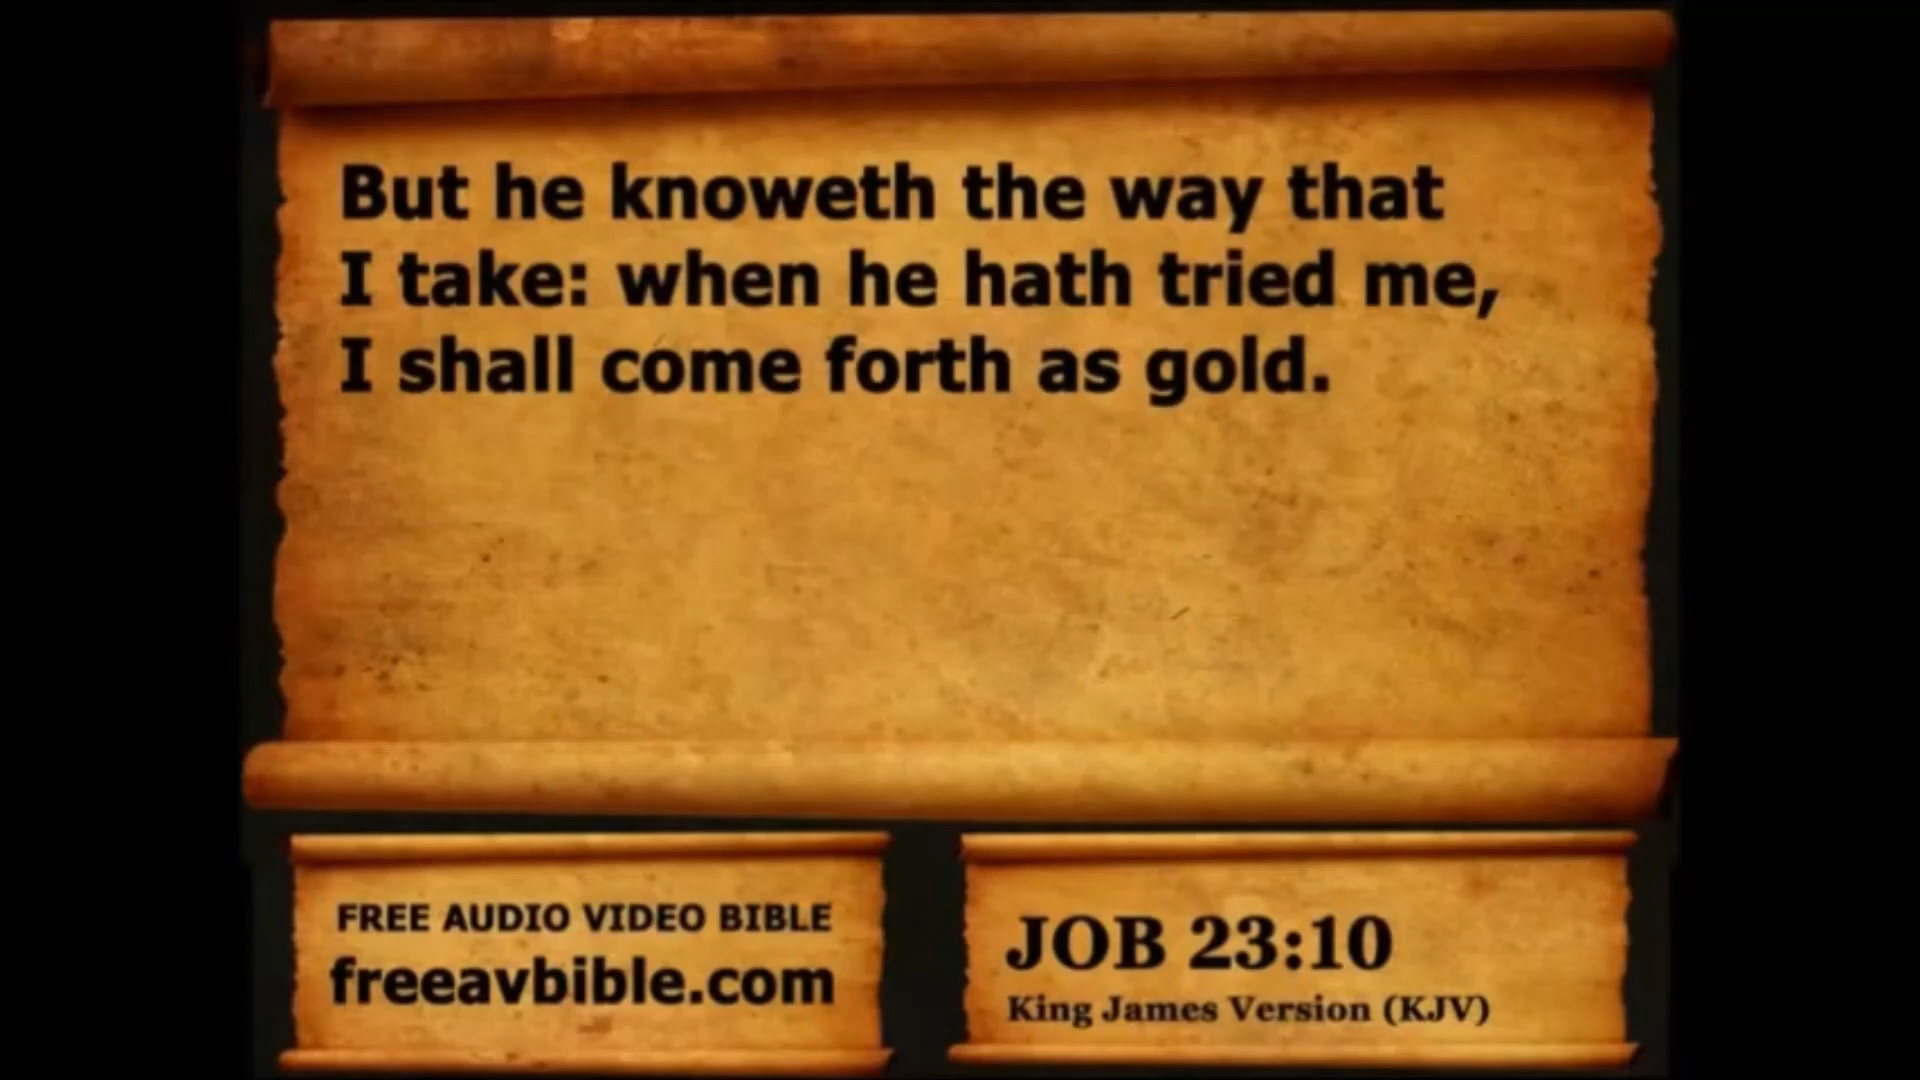 But he knoweth the way that
I take: when he hath tried me,
I shall come forth as gold.
FREE AUDIO VIDEO BIBLE
freeavbible.com
JOB 23:10
King James Version (KJV)